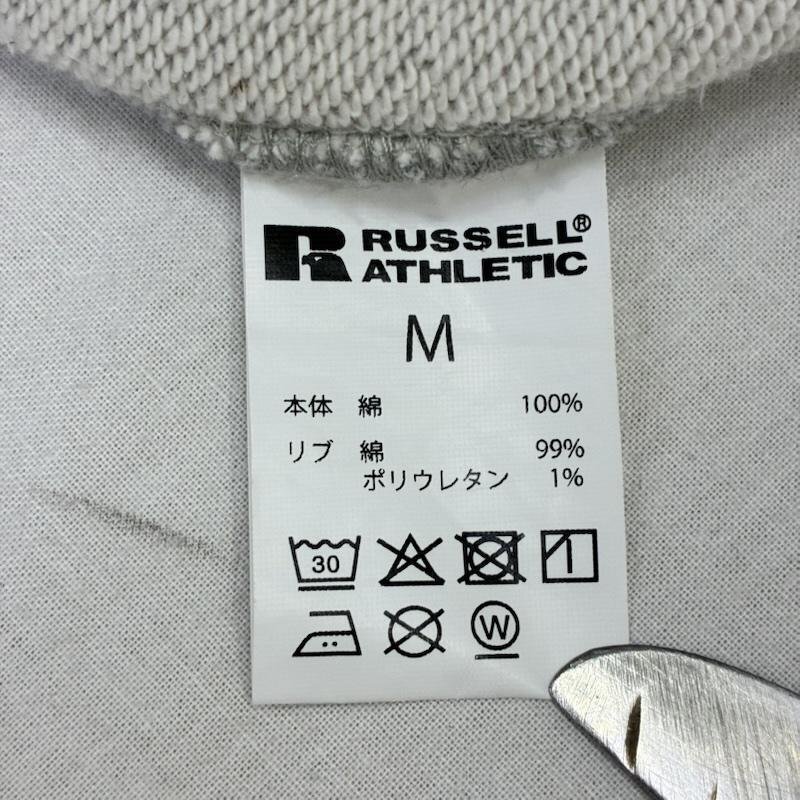 RUSSELL®
ATHLETIC
M
本体 綿 100%
リブ 綿 99%
ポリウレタン 1%
30
W